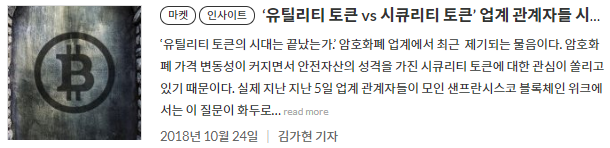 마켓 인사이트 ‘유틸리티 토큰 vs 시큐리티 토큰’ 업계 관계자들 시...
‘유틸리티 토큰의 시대는 끝났는가.’ 암호화폐 업계에서 최근 제기되는 물음이다. 암호화
폐 가격 변동성이 커지면서 안전자산의 성격을 가진 시큐리티 토큰에 대한 관심이 쏠리고
있기 때문이다. 실제 지난 지난 5일 업계 관계자들이 모인 샌프란시스코 블록체인 위크에
서는 이 질문이 화두로... read more
2018년 10월 24일 | 김가현 기자